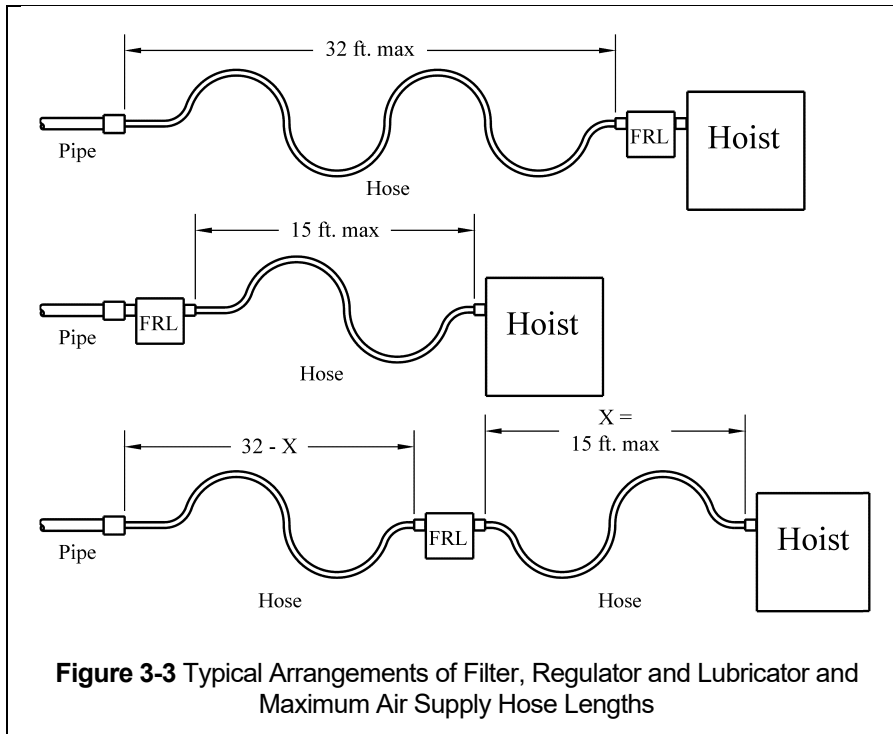 32 ft. max
Pipe
Hose
FRL
Hoist
15 ft. max
Pipe
FRL
Hose
Hoist
32 - X
X =
15 ft. max
Pipe
Hose
FRL
Hose
Hoist
Figure 3-3 Typical Arrangements of Filter, Regulator and Lubricator and
Maximum Air Supply Hose Lengths